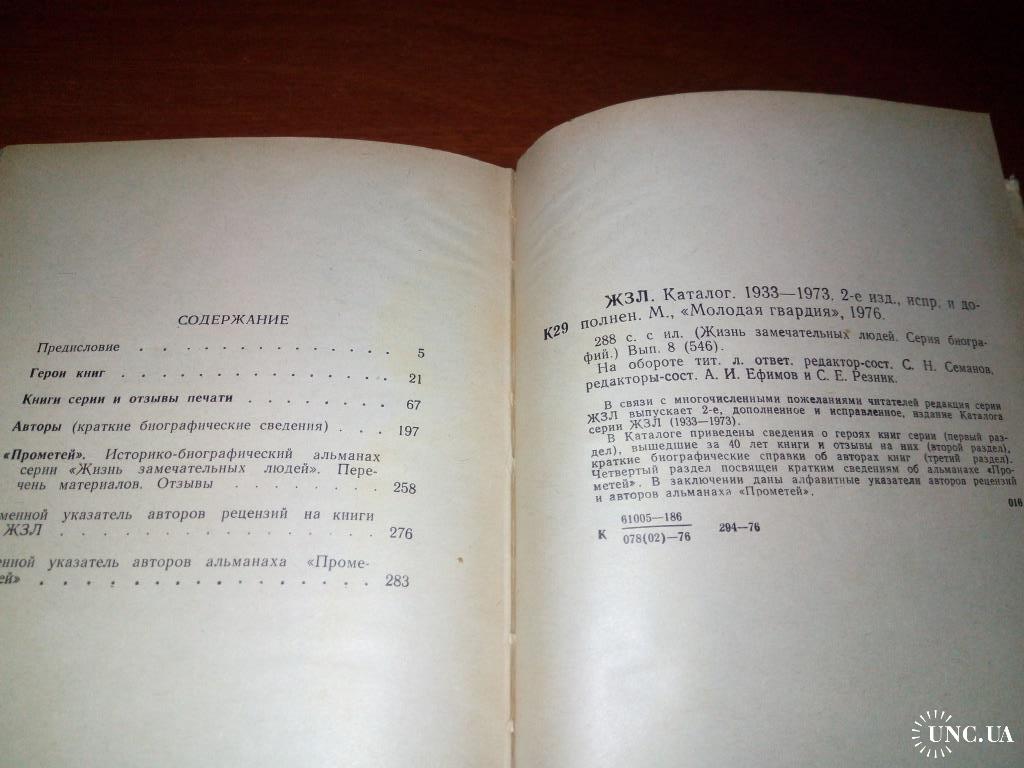 СОДЕРЖАНИЕ
Предисловие . . . . . . . . . . . . . 5
Герои книг . . . . . . . . . . . . . . 21
Книги серии и отзывы печати . . . . . . . 67
Авторы (краткие биографические сведения) . . . 197
«Прометей». Историко-биографический альманах
серии «Жизнь замечательных людей». Пере-
чень материалов. Отзывы . . . . . . . . 258
менной указатель авторов рецензий на книги
ЖЗЛ . . . . . . . . . . . . . . . . 276
енной указатель авторов альманаха «Проме-
ей» . . . . . . . . . . . . . . . . 283
К29
ЖЗЛ. Каталог. 1933—1973. 2-е изд., испр. и до-
полнен. М., «Молодая гвардия», 1976.
288 с. с ил. (Жизнь замечательных людей. Серия биогра-
фий.) Вып. 8 (546).
На обороте тит. л. ответ. редактор-сост. С. Н. Семанов,
редакторы-сост. А. И. Ефимов и С. Е. Резник.
В связи с многочисленными пожеланиями читателей редакция серии
ЖЗЛ выпускает 2-е, дополненное и исправленное, издание Каталога
серии ЖЗЛ (1933—1973).
В Каталоге приведены сведения о героях книг серии (первый раз-
дел), вышедшие за 40 лет книги и отзывы на них (второй раздел),
краткие биографические справки об авторах книг (третий раздел).
Четвертый раздел посвящен кратким сведениям об альманахе «Про-
метей». В заключении даны алфавитные указатели авторов рецензий
и авторов альманаха «Прометей».
016
К 61005—186
078(02)—76 294—76
UNC.UA